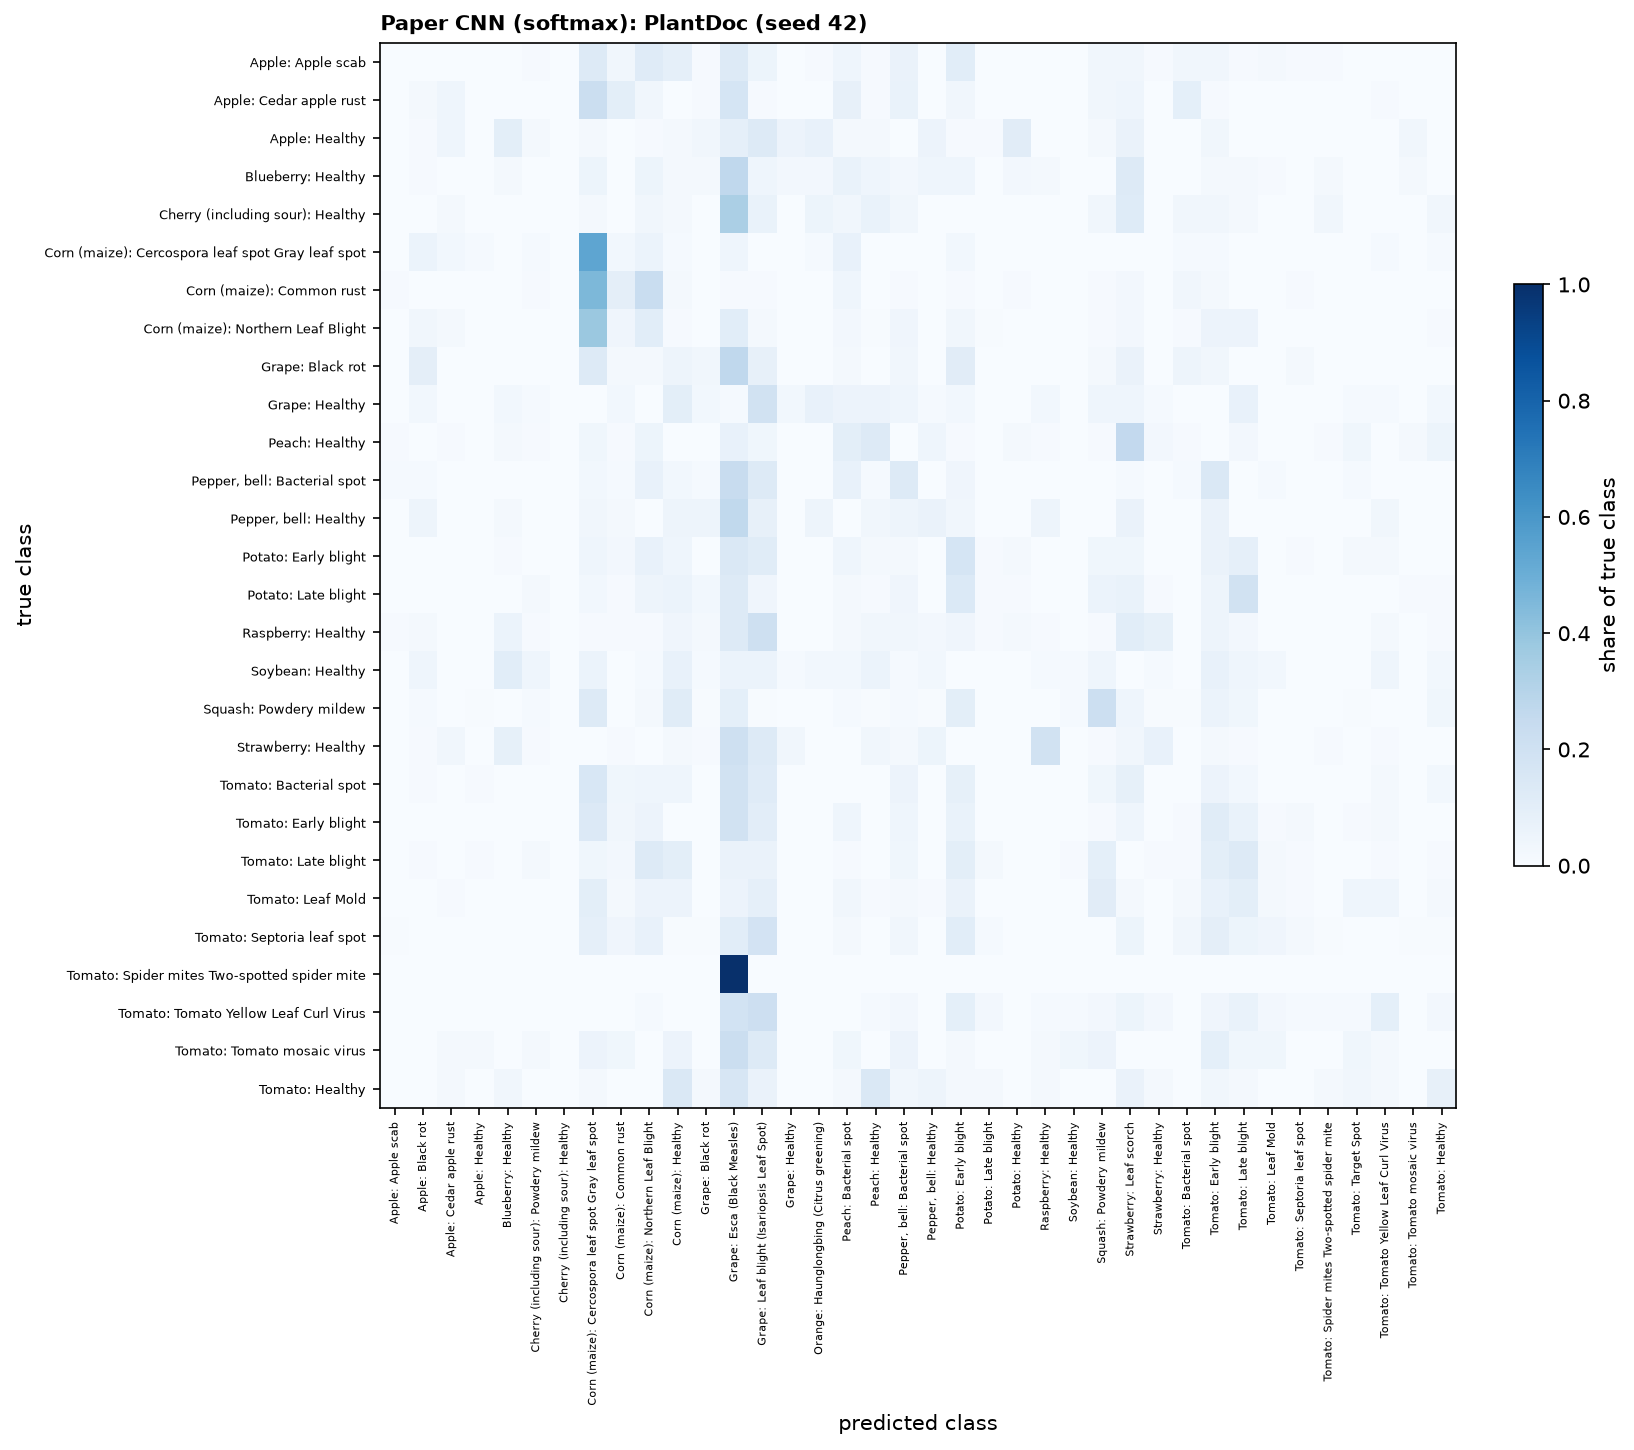 Paper CNN (softmax): PlantDoc (seed 42)
true class
Apple: Apple scab
Apple: Cedar apple rust
Apple: Healthy
Blueberry: Healthy
Cherry (including sour): Healthy
Corn (maize): Cercospora leaf spot Gray leaf spot
Corn (maize): Common rust
Corn (maize): Northern Leaf Blight
Grape: Black rot
Grape: Healthy
Peach: Healthy
Pepper, bell: Bacterial spot
Pepper, bell: Healthy
Potato: Early blight
Potato: Late blight
Raspberry: Healthy
Soybean: Healthy
Squash: Powdery mildew
Strawberry: Healthy
Tomato: Bacterial spot
Tomato: Early blight
Tomato: Late blight
Tomato: Leaf Mold
Tomato: Septoria leaf spot
Tomato: Spider mites Two-spotted spider mite
Tomato: Tomato Yellow Leaf Curl Virus
Tomato: Tomato mosaic virus
Tomato: Healthy
Apple: Apple scab
Apple: Black rot
Apple: Cedar apple rust
Apple: Healthy
Blueberry: Healthy
Cherry (including sour): Powdery mildew
Cherry (including sour): Healthy
Corn (maize): Cercospora leaf spot Gray leaf spot
Corn (maize): Common rust
Corn (maize): Northern Leaf Blight
Corn (maize): Healthy
Grape: Black rot
Grape: Esca (Black Measles)
Grape: Leaf blight (Isariopsis Leaf Spot)
Grape: Healthy
Orange: Haunglongbing (Citrus greening)
Peach: Bacterial spot
Peach: Healthy
Pepper, bell: Bacterial spot
Pepper, bell: Healthy
Potato: Early blight
Potato: Late blight
Potato: Healthy
Raspberry: Healthy
Soybean: Healthy
Squash: Powdery mildew
Strawberry: Leaf scorch
Strawberry: Healthy
Tomato: Bacterial spot
Tomato: Early blight
Tomato: Late blight
Tomato: Leaf Mold
Tomato: Septoria leaf spot
Tomato: Spider mites Two-spotted spider mite
Tomato: Target Spot
Tomato: Tomato Yellow Leaf Curl Virus
Tomato: Tomato mosaic virus
Tomato: Healthy
predicted class
1.0
0.8
0.6
0.4
0.2
0.0
share of true class